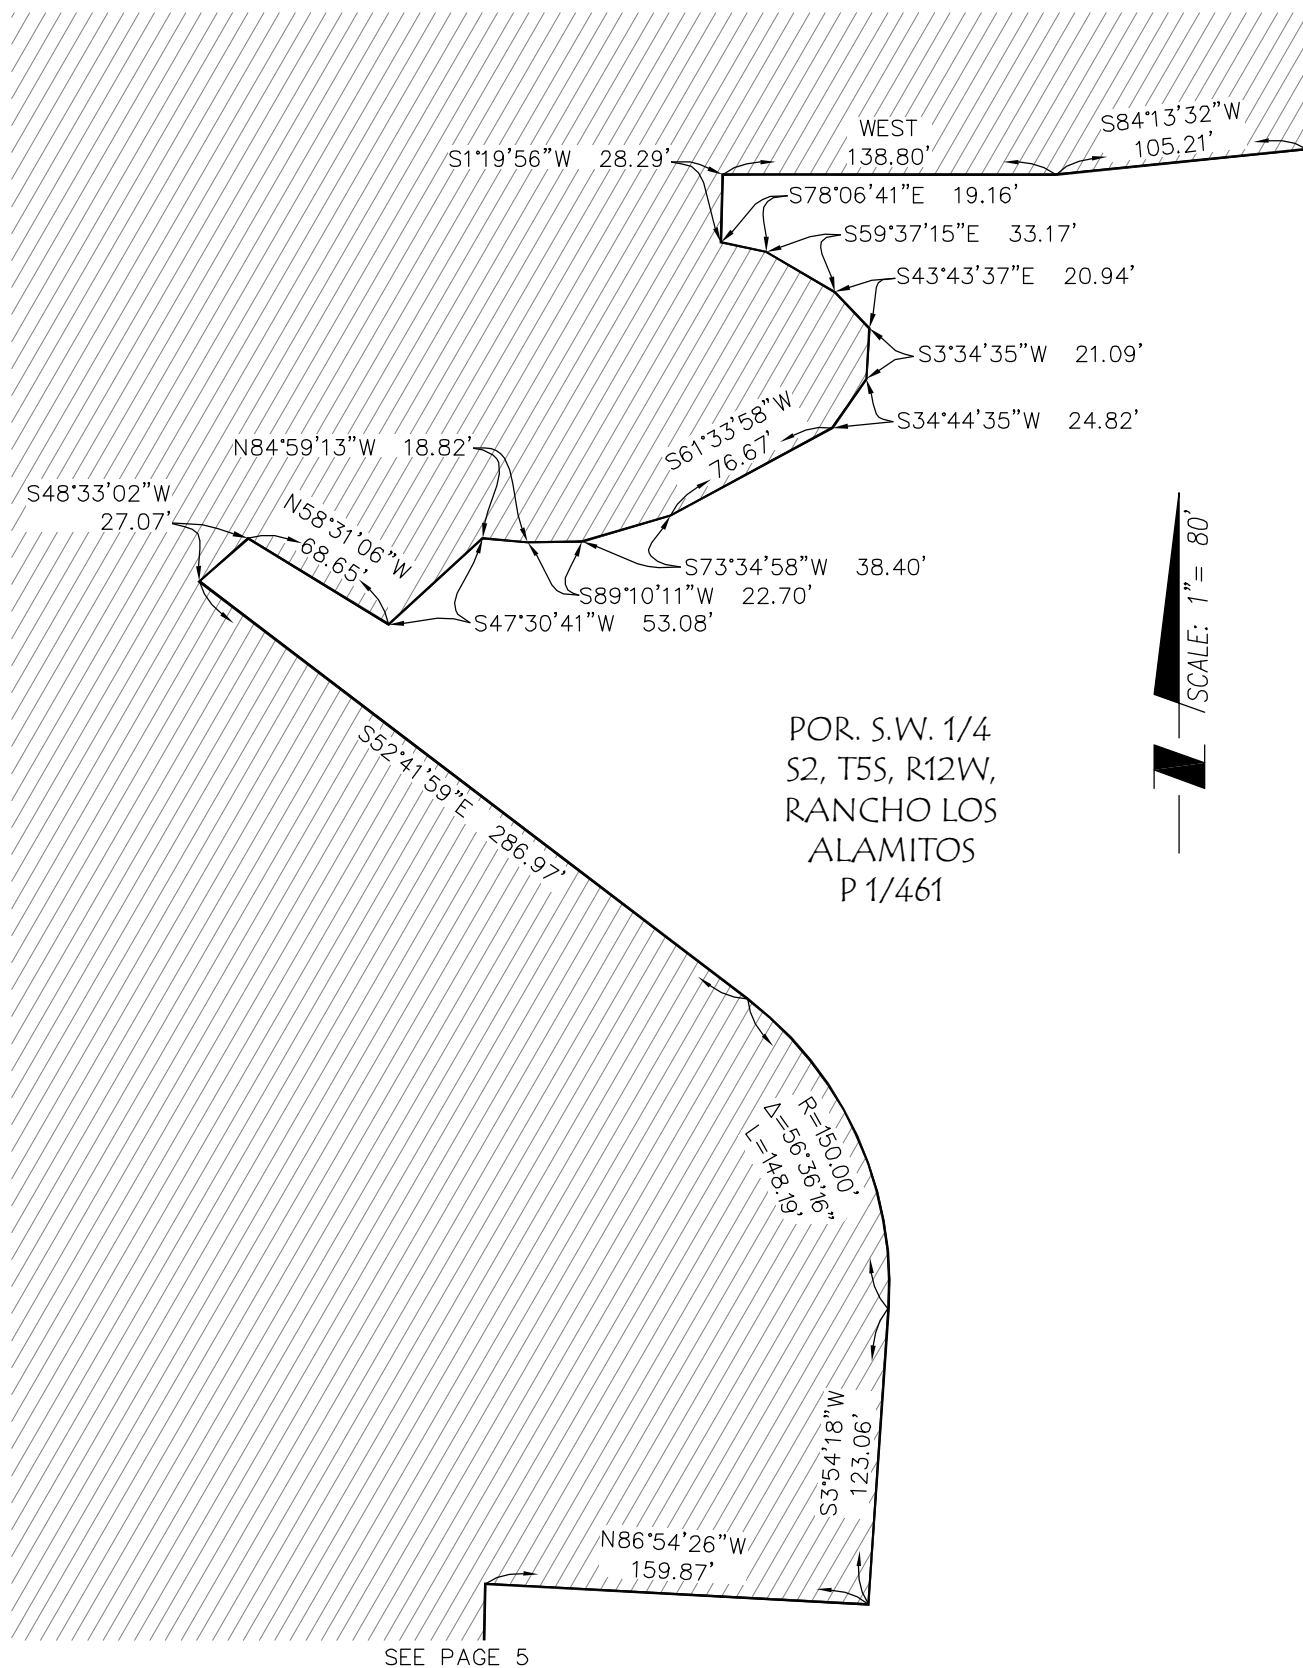 S84°13'32"W
105.21'
WEST
138.80'
S1°19'56"W 28.29'
S78°06'41"E 19.16'
S59°37'15"E 33.17'
S43°43'37"E 20.94'
S3°34'35"W 21.09'
S34°44'35"W 24.82'
S61°33'58"W
76.67'
N84°59'13"W 18.82'
S48°33'02"W
27.07'
N58°31'06"W
68.65'
S73°34'58"W 38.40'
S89°10'11"W 22.70'
S47°30'41"W 53.08'
SCALE: 1"= 80'
POR. S.W. 1/4
S2, T5S, R12W,
RANCHO LOS
ALAMITOS
P 1/461
S52°41'59"E 286.97'
R=150.00'
Δ=56°36'16"
L=148.19'
S3°54'18"W
123.06'
N86°54'26"W
159.87'
SEE PAGE 5